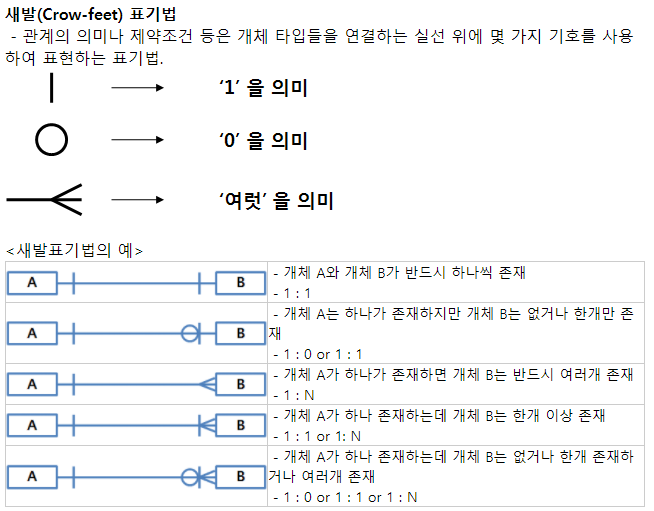 새발(Crow-feet) 표기법
- 관계의 의미나 제약조건 등은 개체 타입들을 연결하는 실선 위에 몇 가지 기호를 사용
하여 표현하는 표기법.
‘1’ 을 의미
‘0’ 을 의미
‘여럿’ 을 의미
<새발표기법의 예>
A B - 개체 A와 개체 B가 반드시 하나씩 존재
- 1 : 1
A B - 개체 A는 하나가 존재하지만 개체 B는 없거나 한개만 존
재
- 1 : 0 or 1 : 1
A B - 개체 A가 하나가 존재하면 개체 B는 반드시 여러개 존재
- 1 : N
A B - 개체 A가 하나 존재하는데 개체 B는 한개 이상 존재
- 1 : 1 or 1: N
A B - 개체 A가 하나 존재하는데 개체 B는 없거나 한개 존재하
거나 여러개 존재
- 1 : 0 or 1 : 1 or 1 : N